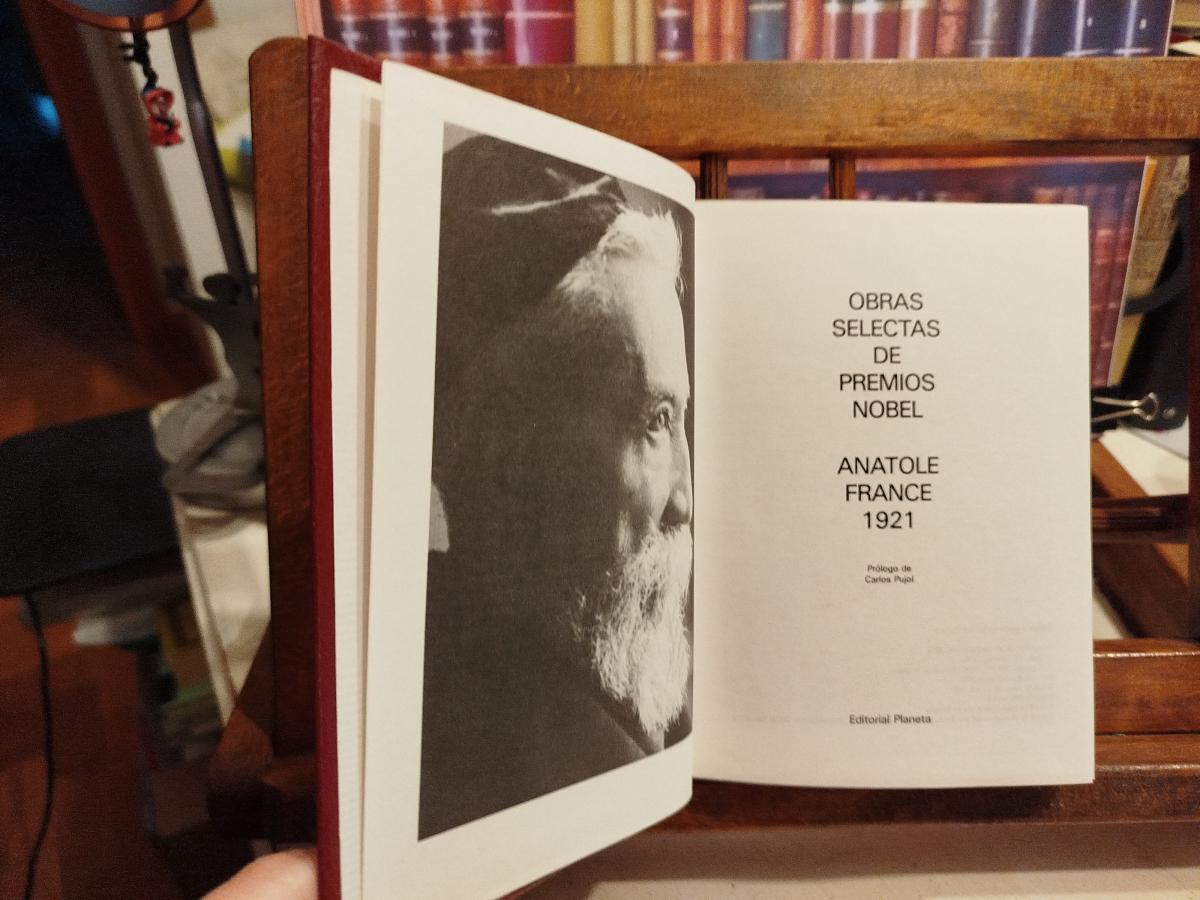 OBRAS
SELECTAS
DE
PREMIOS
NOBEL
ANATOLE
FRANCE
1921
Prólogo de
Carlos Pujol
Editorial Planeta